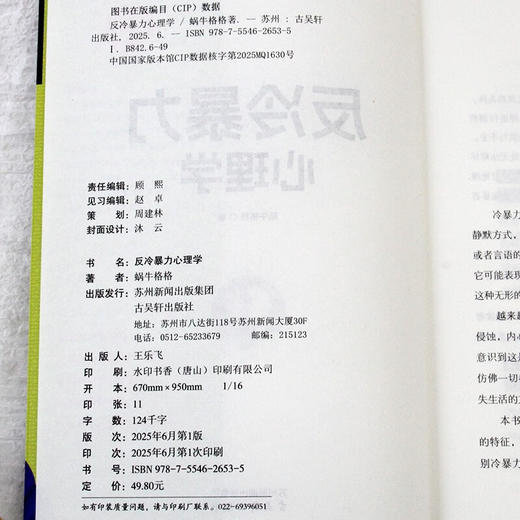 图书在版编目(CIP)数据
反冷暴力心理学 / 蜗牛格格著. — 苏州 : 古吴轩
出版社, 2025. 6. — ISBN 978-7-5546-2653-5
Ⅰ. B842.6-49
中国国家版本馆CIP数据核字第2025MQ1630号
反冷暴力
心理学
责任编辑：顾 熙
见习编辑：赵 卓
策 划：周建林
封面设计：沐 云
书 名：反冷暴力心理学
著 者：蜗牛格格
出版发行：苏州新闻出版集团
古吴轩出版社
地址：苏州市八达街118号苏州新闻大厦30F
电话：0512-65233679 邮编：215123
出 版 人：王乐飞
印 刷：水印书香（唐山）印刷有限公司
开 本：670mm×950mm 1/16
印 张：11
字 数：124千字
版 次：2025年6月第1版
印 次：2025年6月第1次印刷
书 号：ISBN 978-7-5546-2653-5
定 价：49.80元
如有印装质量问题，请与印刷厂联系。022-69396051
冷暴力
静默方式，
或者言语的
它可能表现
这种无形的
越来越
侵蚀，内心
意识到这是
仿佛一切
失生活的
本书
的特征，
别冷暴力